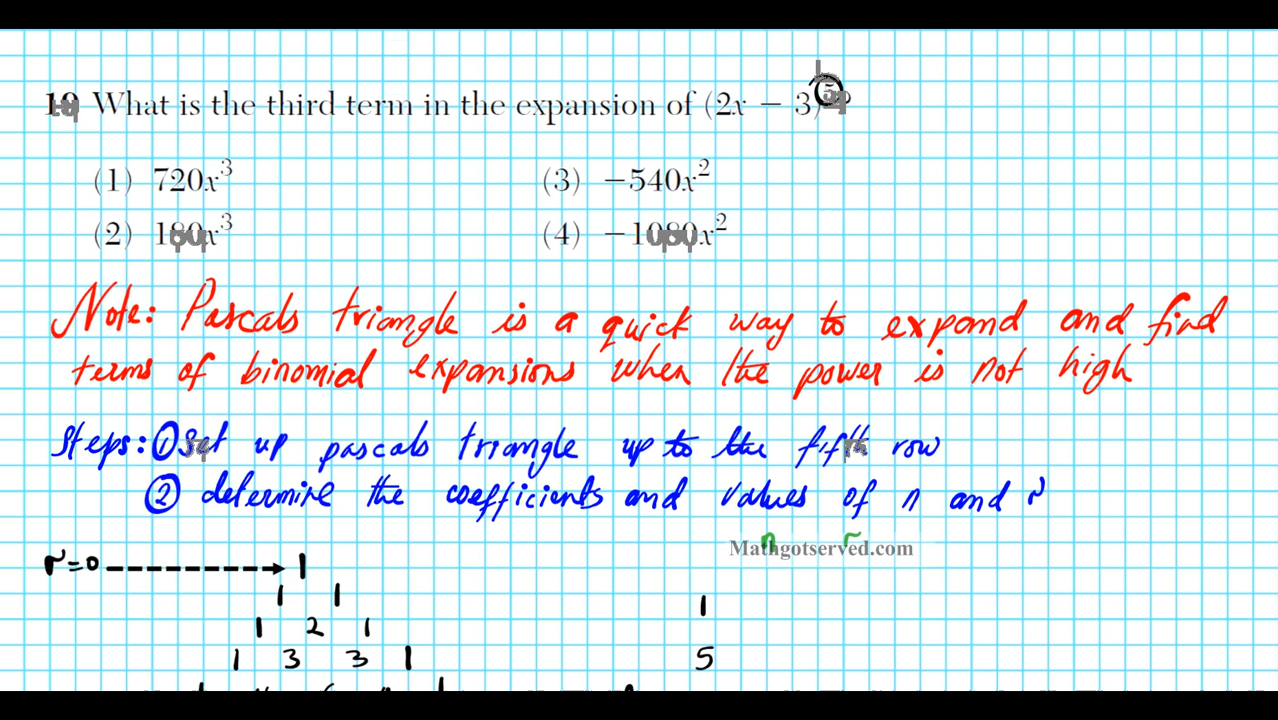 What is the third term in the expansion of (2x − 3)⁵
(1) 720x³ (3) −540x²
(2) 180x³ (4) −1080x²
Note: Pascals triangle is a quick way to expand and find
terms of binomial expansions when the power is not high
Steps: ① Set up pascals triangle up to the fifth row
② determine the coefficients and values of n and r
n r
Mathgotserved.com
r=0 1
1 1
1
1 2 1
1 3 3 1
5